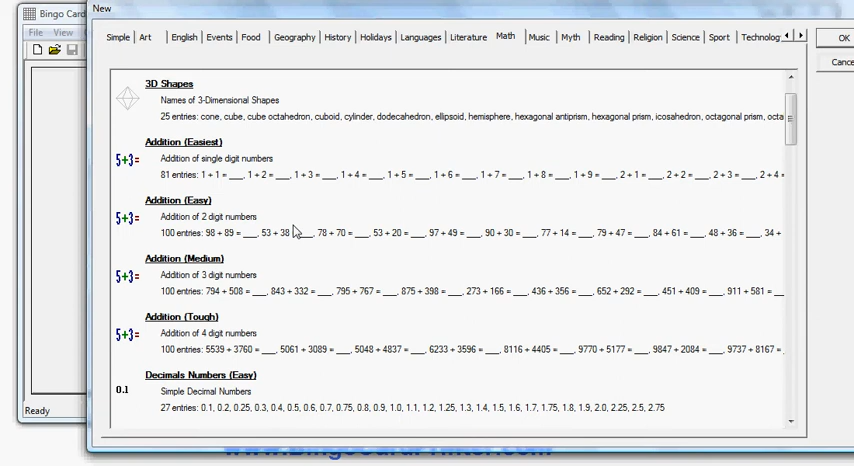 Bingo Card
New
File View
Simple Art English Events Food Geography History Holidays Languages Literature Math Music Myth Reading Religion Science Sport Technolog
OK
Cance
3D Shapes
Names of 3-Dimensional Shapes
25 entries: cone, cube, cube octahedron, cuboid, cylinder, dodecahedron, ellipsoid, hemisphere, hexagonal antiprism, hexagonal prism, icosahedron, octagonal prism, octa
Addition (Easiest)
5+3=
Addition of single digit numbers
81 entries: 1 + 1 = ___, 1 + 2 = ___, 1 + 3 = ___, 1 + 4 = ___, 1 + 5 = ___, 1 + 6 = ___, 1 + 7 = ___, 1 + 8 = ___, 1 + 9 = ___, 2 + 1 = ___, 2 + 2 = ___, 2 + 3 = ___, 2 + 4 =
Addition (Easy)
5+3=
Addition of 2 digit numbers
100 entries: 98 + 89 = ___, 53 + 38 ___, 78 + 70 = ___, 53 + 20 = ___, 97 + 49 = ___, 90 + 30 = ___, 77 + 14 = ___, 79 + 47 = ___, 84 + 61 = ___, 48 + 36 = ___, 34 +
Addition (Medium)
5+3=
Addition of 3 digit numbers
100 entries: 794 + 508 = ___, 843 + 332 = ___, 795 + 767 = ___, 875 + 398 = ___, 273 + 166 = ___, 436 + 356 = ___, 652 + 292 = ___, 451 + 409 = ___, 911 + 581 = ___
Addition (Tough)
5+3=
Addition of 4 digit numbers
100 entries: 5539 + 3760 = ___, 5061 + 3089 = ___, 5048 + 4837 = ___, 6233 + 3596 = ___, 8116 + 4405 = ___, 9770 + 5177 = ___, 9847 + 2084 = ___, 9737 + 8167 =
Decimals Numbers (Easy)
0.1
Simple Decimal Numbers
27 entries: 0.1, 0.2, 0.25, 0.3, 0.4, 0.5, 0.6, 0.7, 0.75, 0.8, 0.9, 1.0, 1.1, 1.2, 1.25, 1.3, 1.4, 1.5, 1.6, 1.7, 1.75, 1.8, 1.9, 2.0, 2.25, 2.5, 2.75
Ready